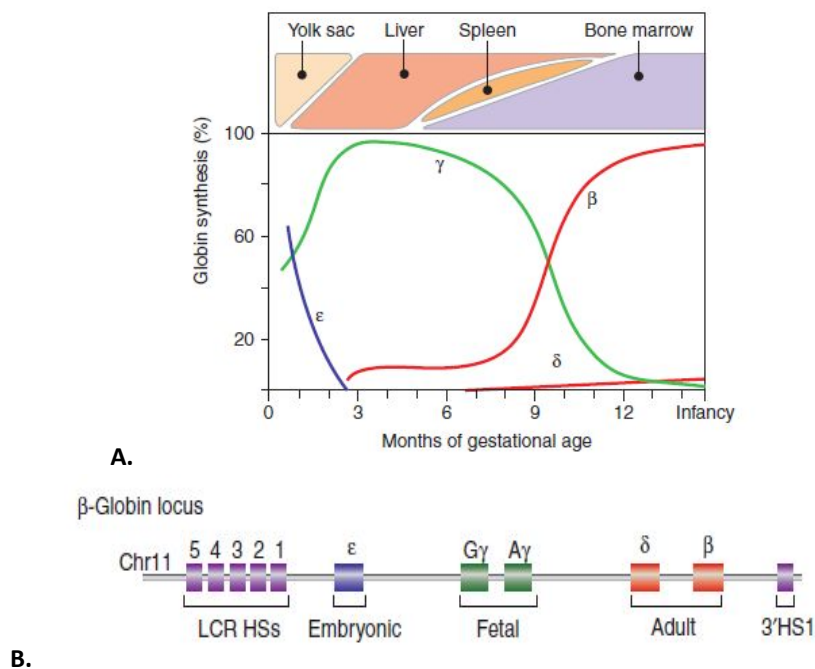 Yolk sac Liver Spleen Bone marrow
Globin synthesis (%)
100
60
20
γ
β
ε
δ
0 3 6 9 12 Infancy
Months of gestational age
A.
β-Globin locus
Chr11 5 4 3 2 1 ε Gγ Aγ δ β
LCR HSs Embryonic Fetal Adult 3′HS1
B.